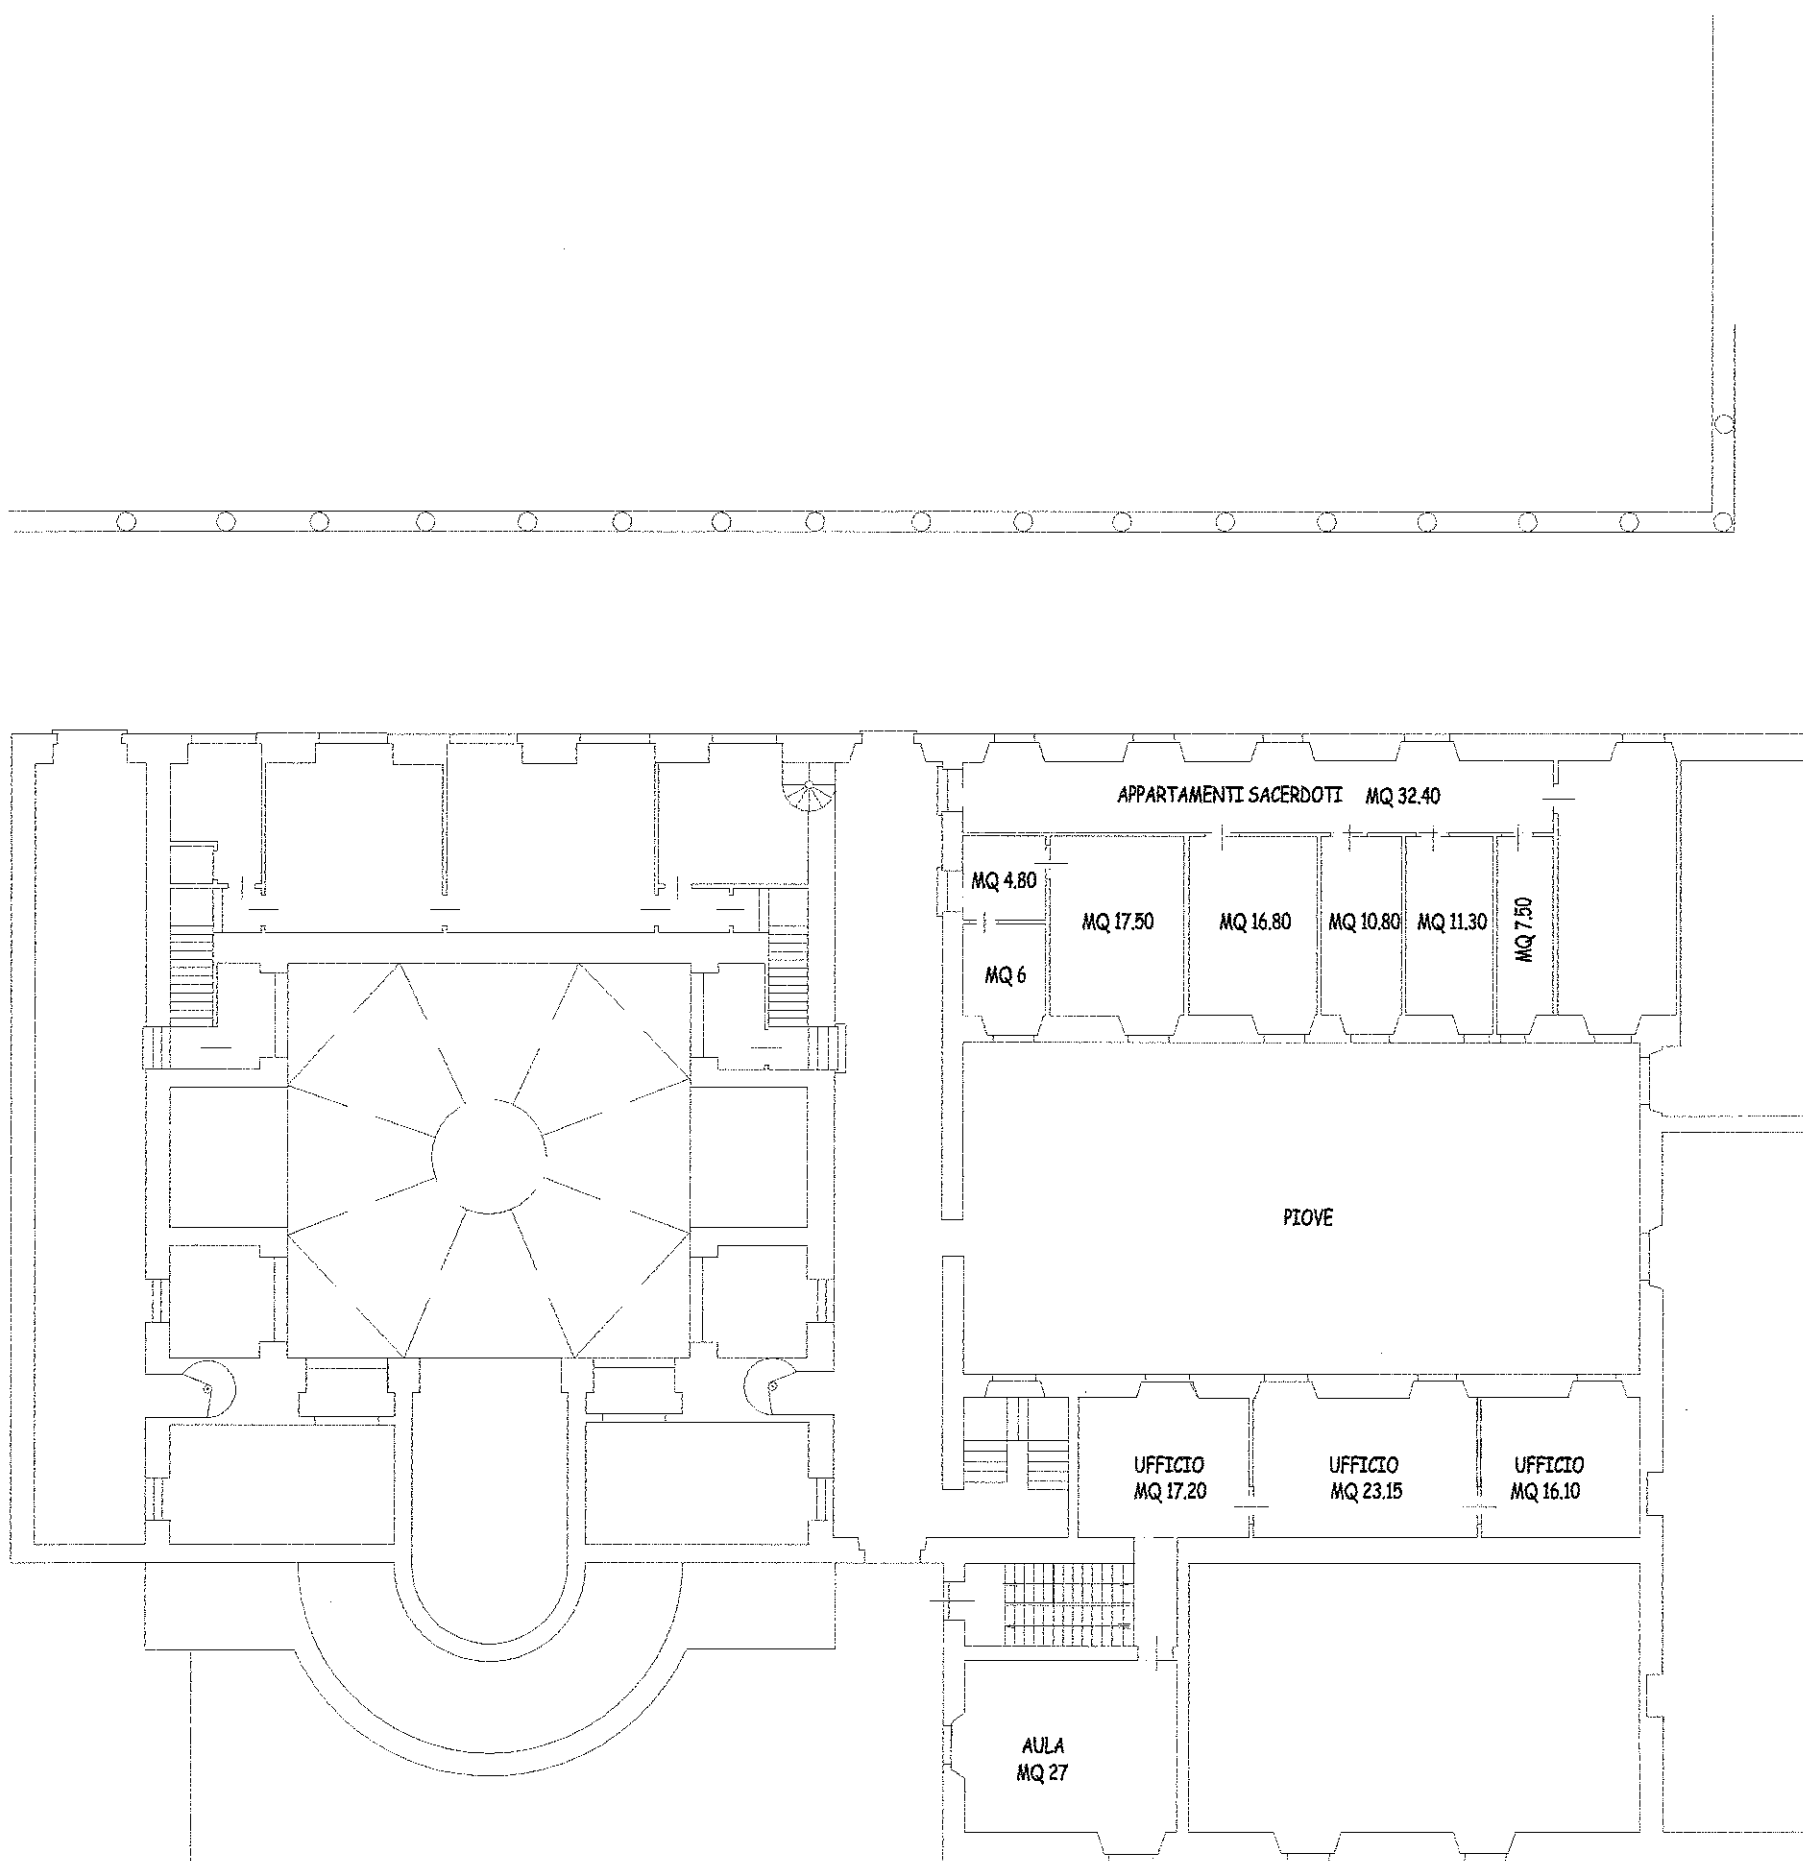 APPARTAMENTI SACERDOTI MQ 32.40
MQ 4.80
MQ 17.50
MQ 16.80
MQ 10.80
MQ 11.30
MQ 7.50
MQ 6
PIOVE
UFFICIO
MQ 17.20
UFFICIO
MQ 23.15
UFFICIO
MQ 16.10
AULA
MQ 27